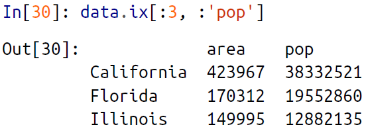 In[30]: data.ix[:3, :'pop']
Out[30]: area pop
California 423967 38332521
Florida 170312 19552860
Illinois 149995 12882135